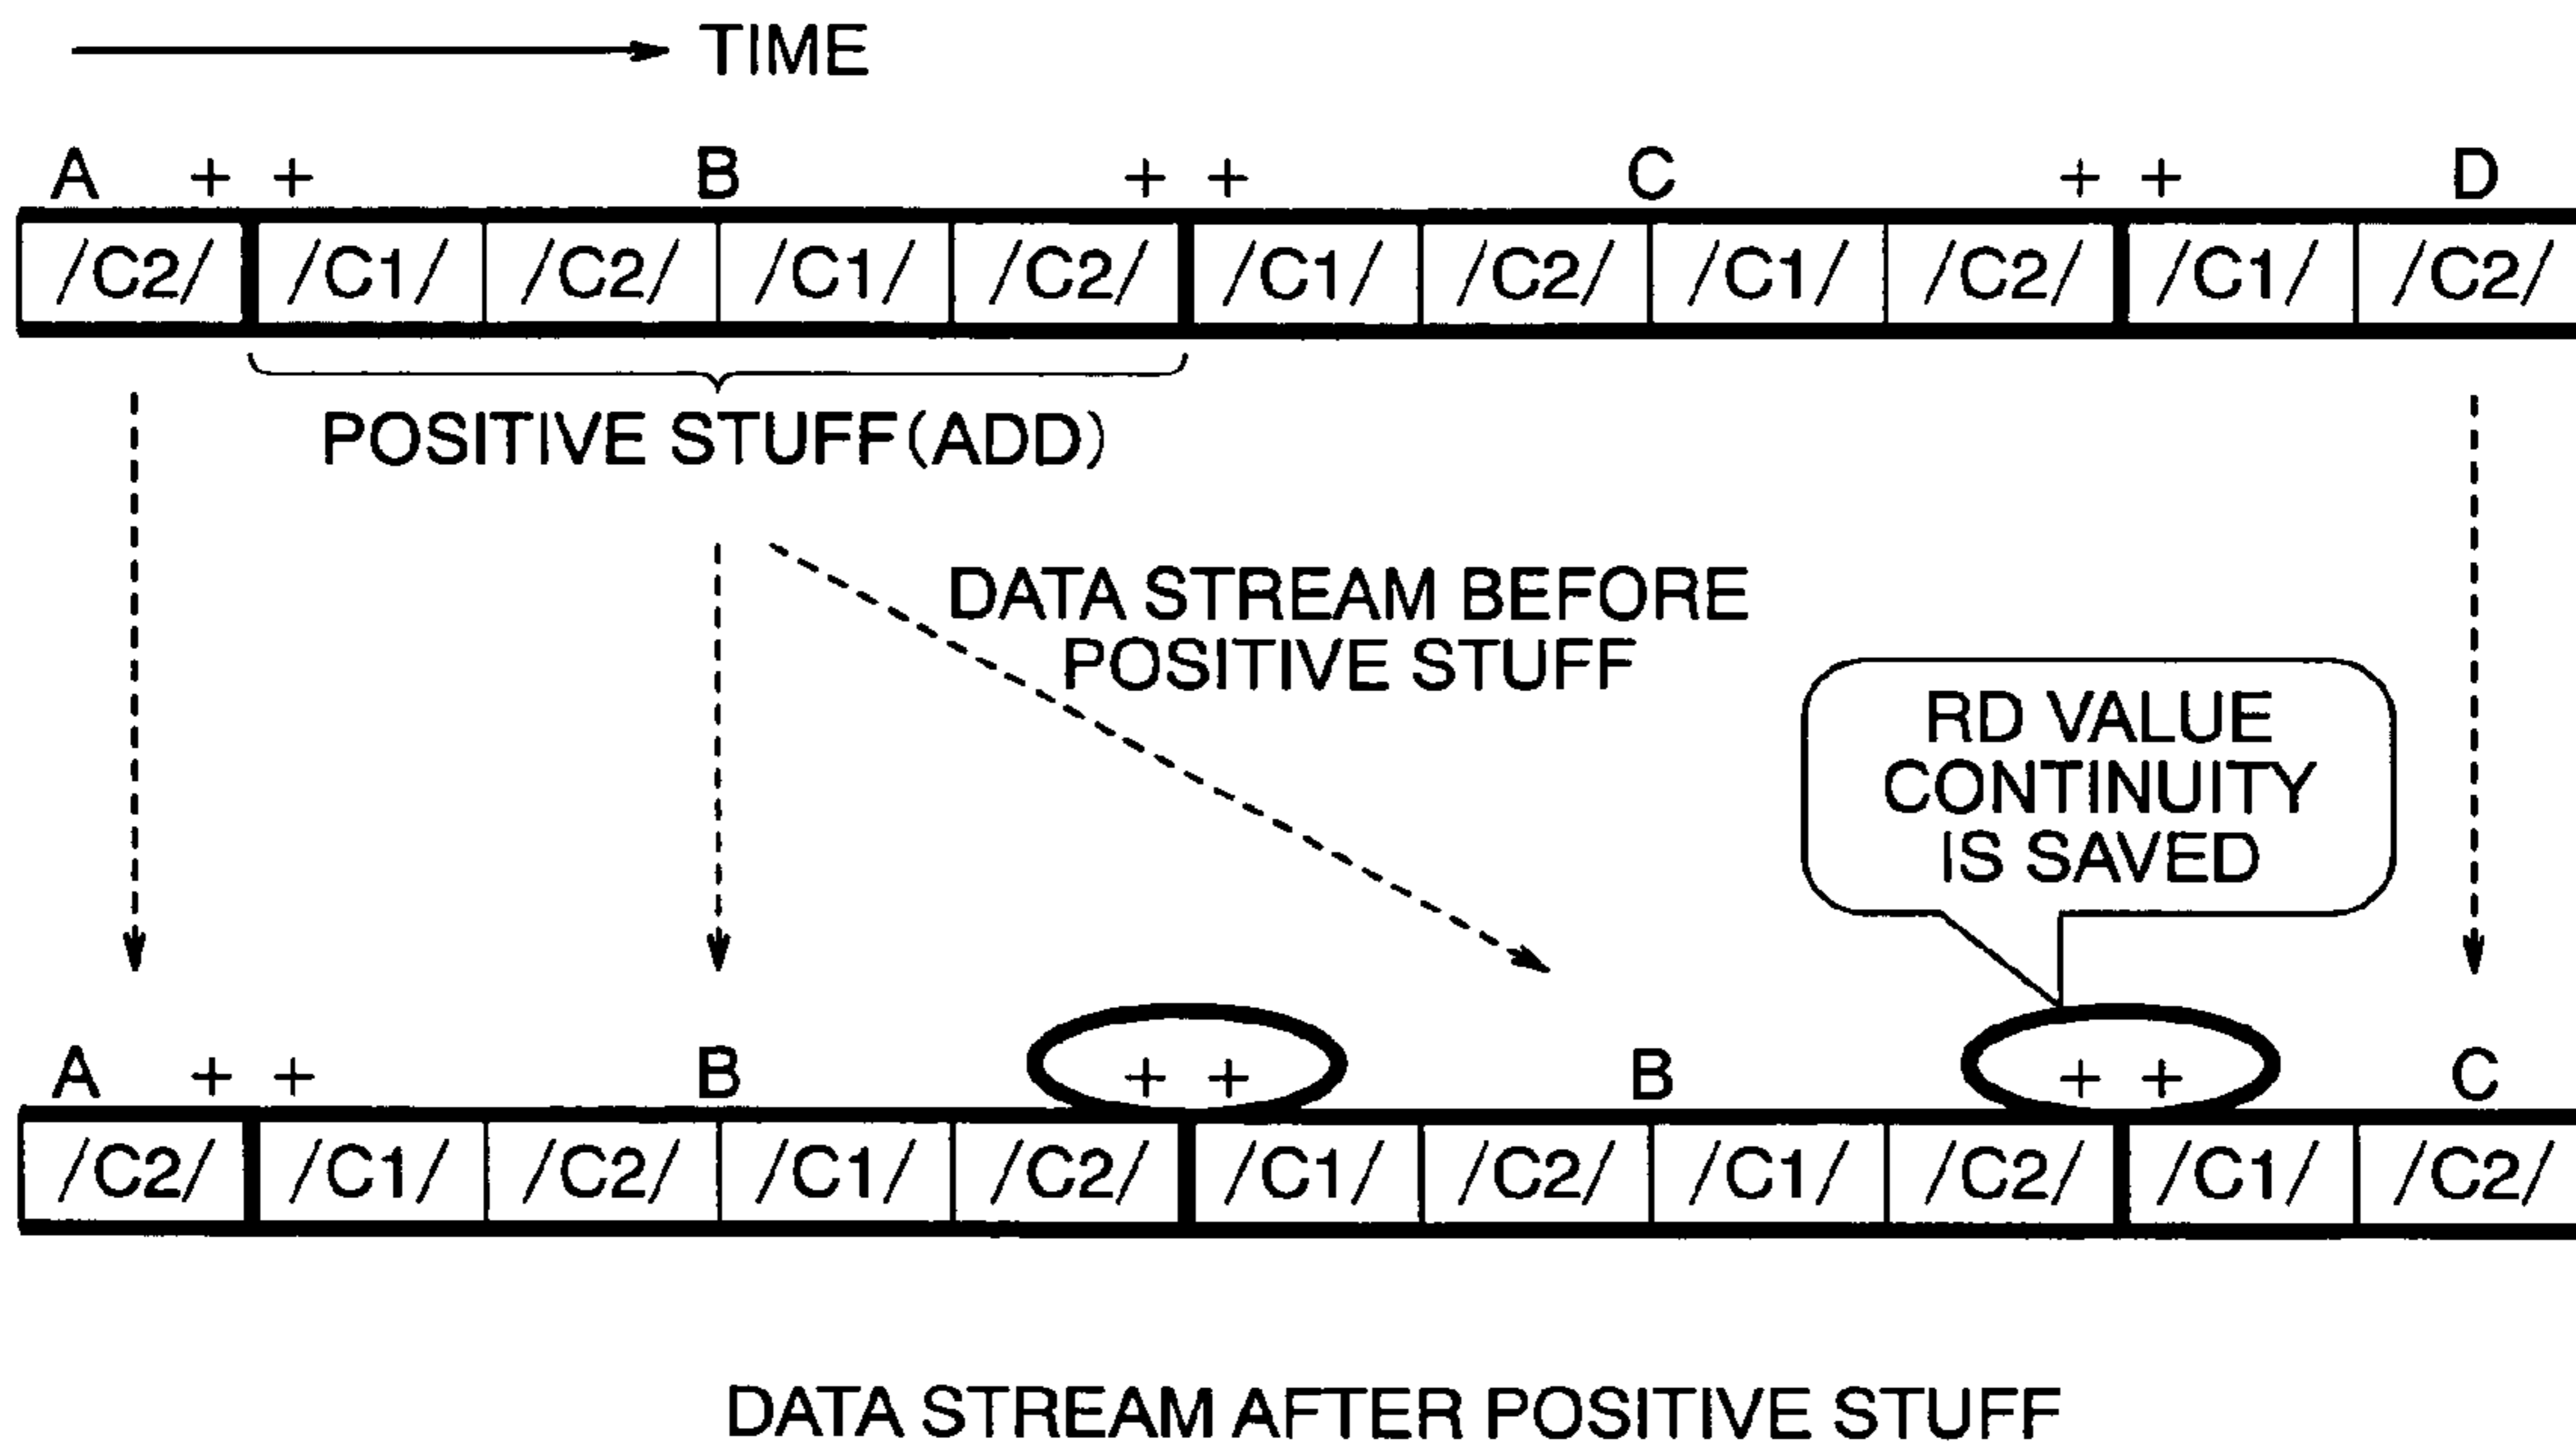 TIME
A + + B + + C + + D
/C2/ /C1/ /C2/ /C1/ /C2/ /C1/ /C2/ /C1/ /C2/ /C1/ /C2/
POSITIVE STUFF(ADD)
DATA STREAM BEFORE
POSITIVE STUFF
RD VALUE
CONTINUITY
IS SAVED
A + + B + + B + + C
/C2/ /C1/ /C2/ /C1/ /C2/ /C1/ /C2/ /C1/ /C2/ /C1/ /C2/
DATA STREAM AFTER POSITIVE STUFF